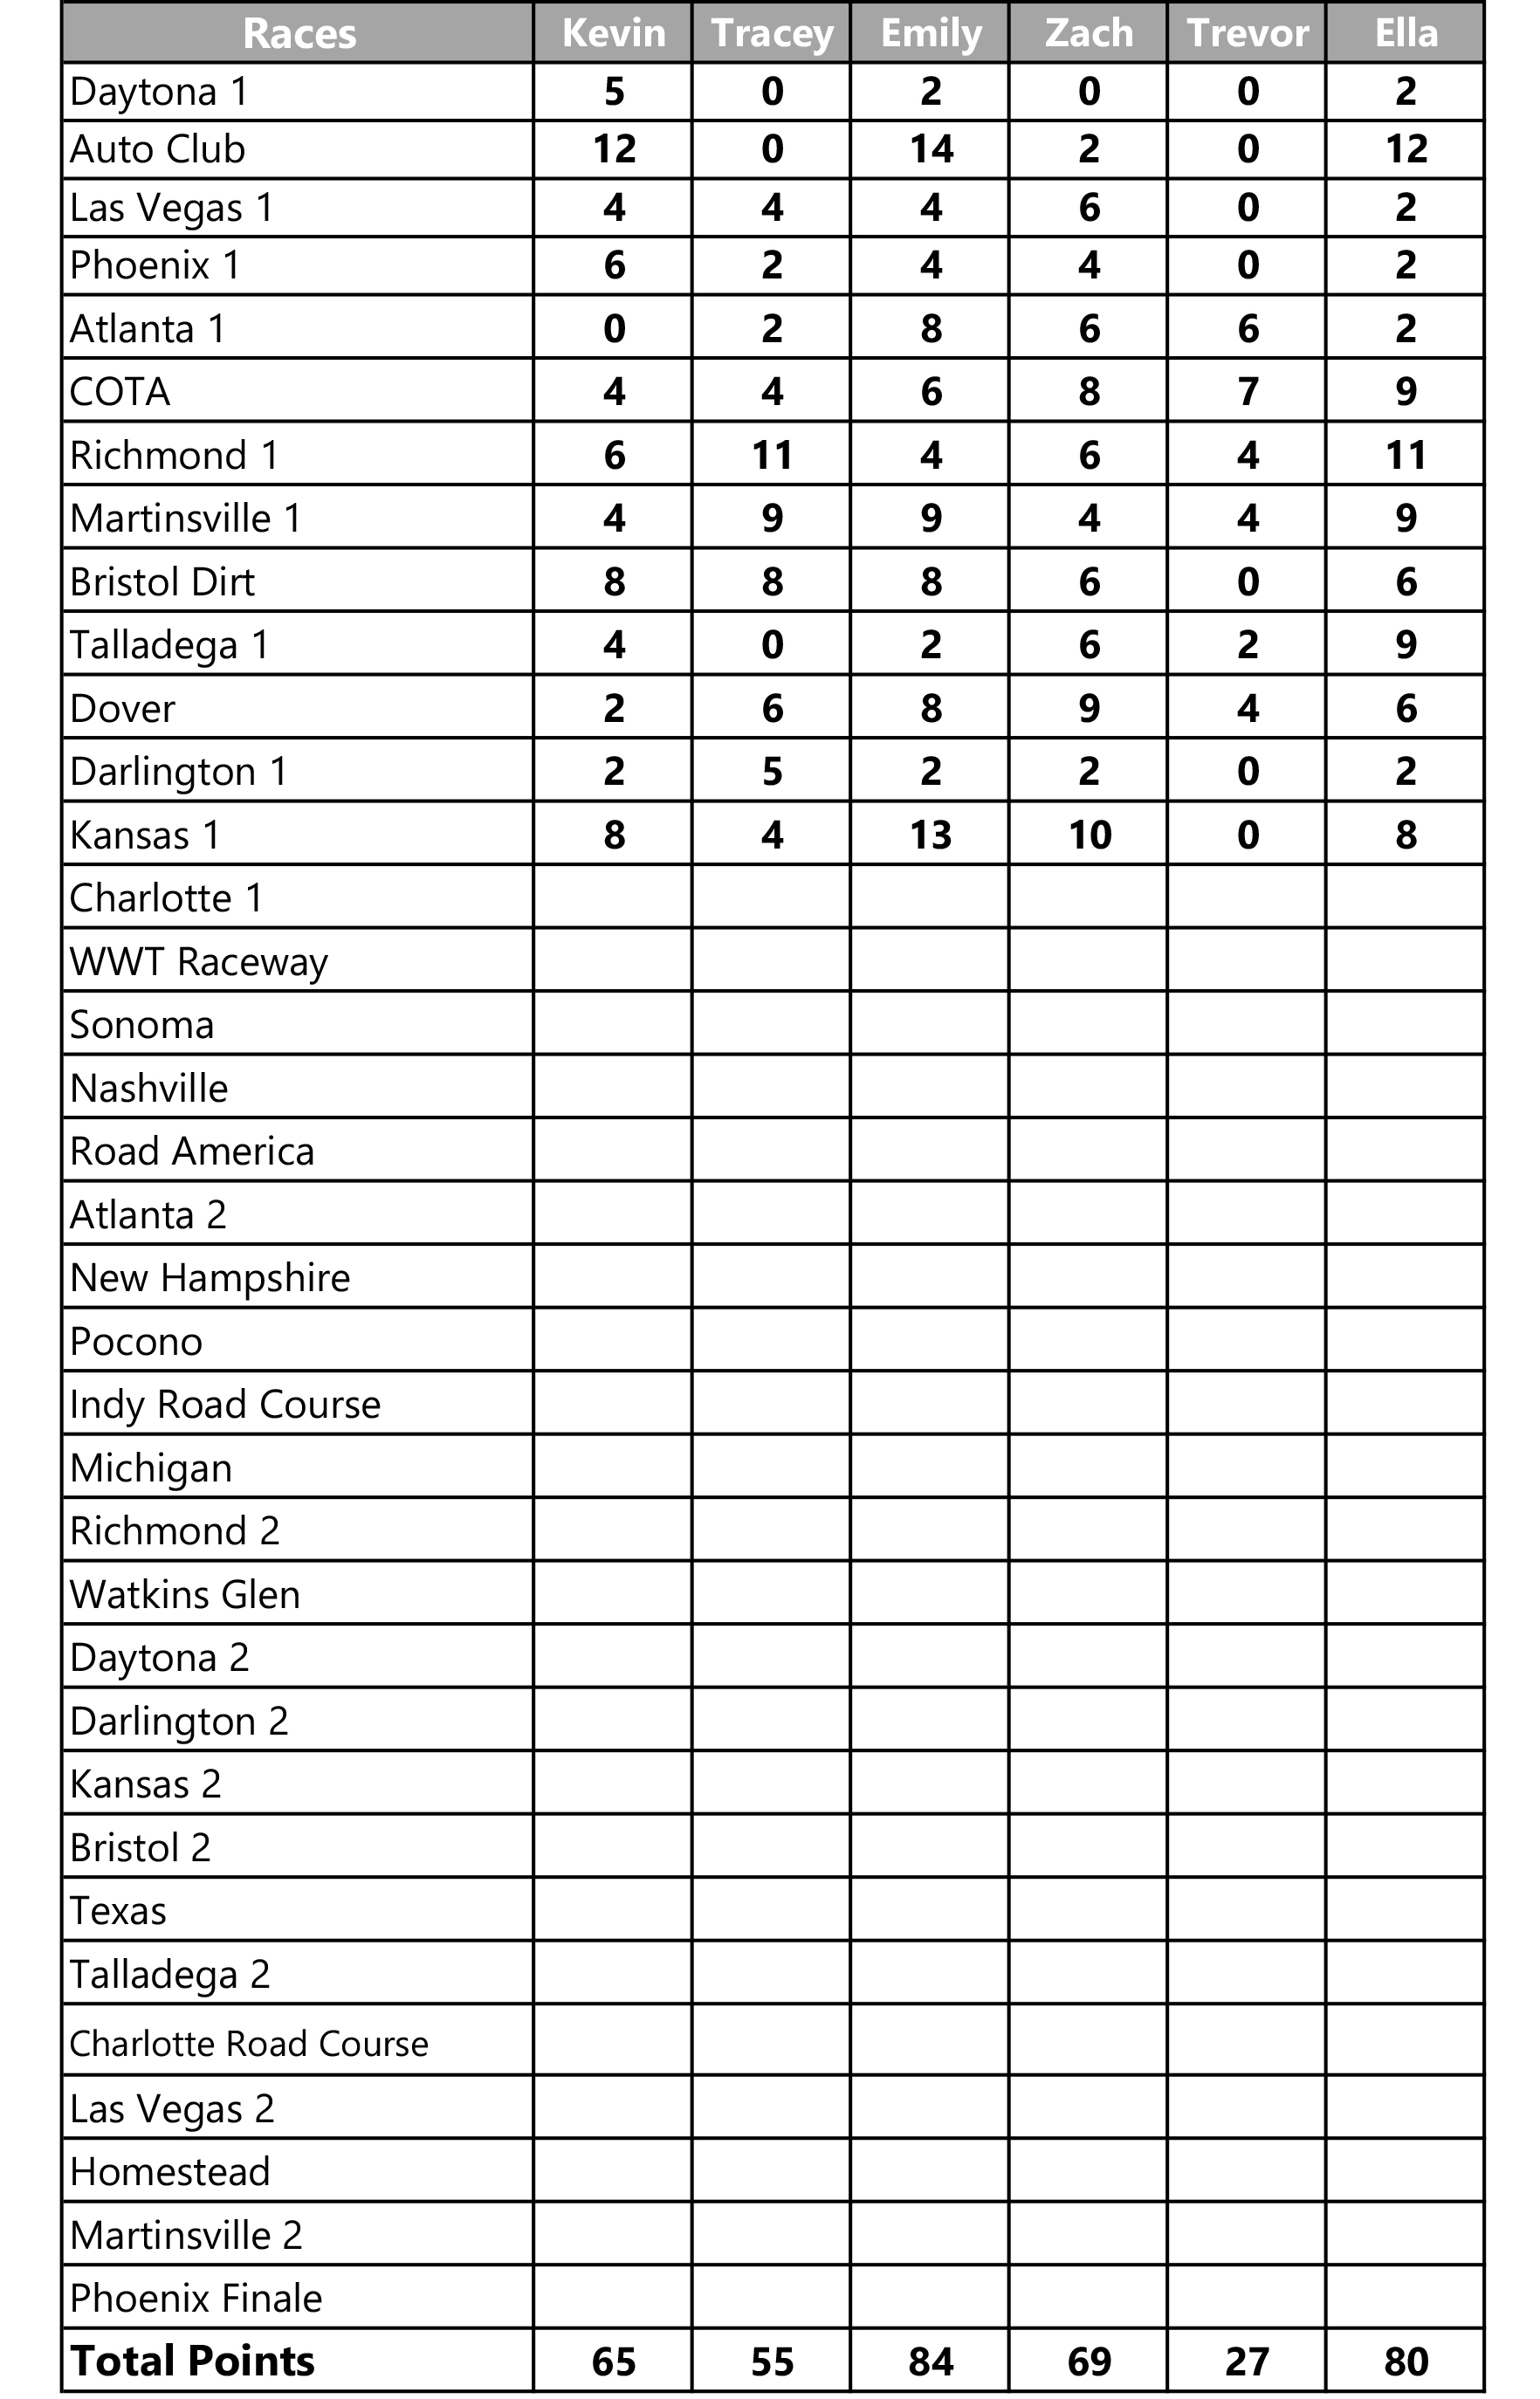 Races Kevin Tracey Emily Zach Trevor Ella
Daytona 1 5 0 2 0 0 2
Auto Club 12 0 14 2 0 12
Las Vegas 1 4 4 4 6 0 2
Phoenix 1 6 2 4 4 0 2
Atlanta 1 0 2 8 6 6 2
COTA 4 4 6 8 7 9
Richmond 1 6 11 4 6 4 11
Martinsville 1 4 9 9 4 4 9
Bristol Dirt 8 8 8 6 0 6
Talladega 1 4 0 2 6 2 9
Dover 2 6 8 9 4 6
Darlington 1 2 5 2 2 0 2
Kansas 1 8 4 13 10 0 8
Charlotte 1
WWT Raceway
Sonoma
Nashville
Road America
Atlanta 2
New Hampshire
Pocono
Indy Road Course
Michigan
Richmond 2
Watkins Glen
Daytona 2
Darlington 2
Kansas 2
Bristol 2
Texas
Talladega 2
Charlotte Road Course
Las Vegas 2
Homestead
Martinsville 2
Phoenix Finale
Total Points 65 55 84 69 27 80